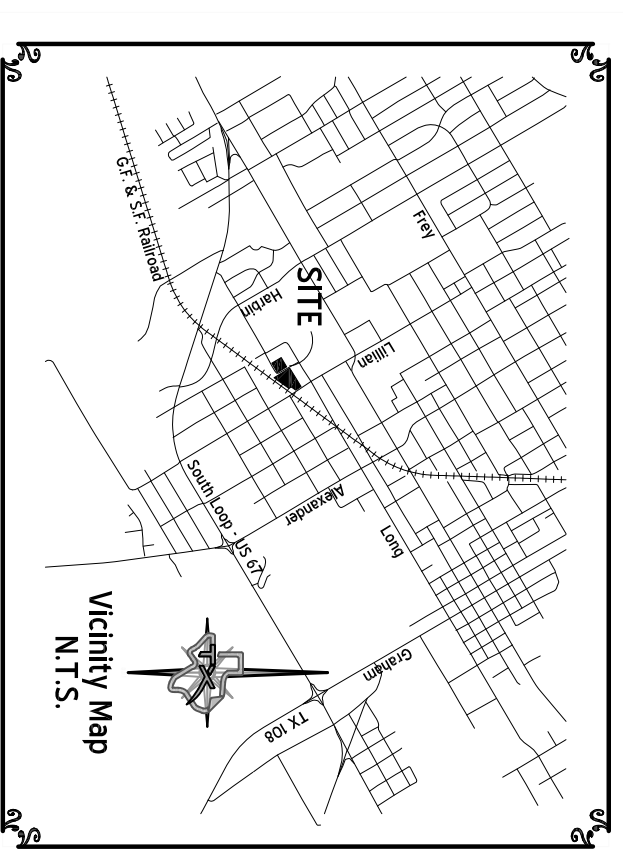 G.F. & S.F. Railroad
Frey
SITE
Harbin
Lillian
South Loop - US 67
Alexander
Long
Graham
TX 108
TX
Vicinity Map
N.T.S.